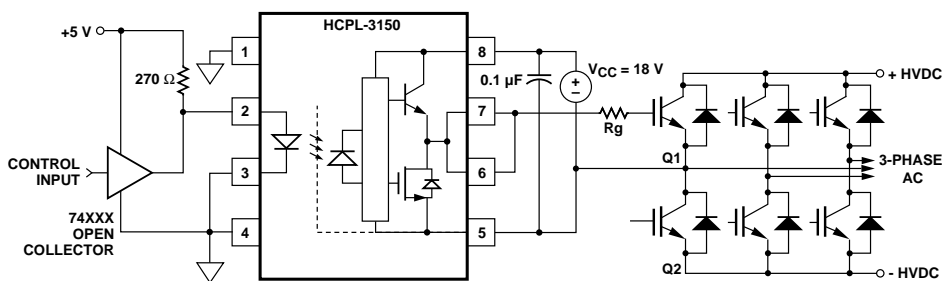 HCPL-3150
+5 V
270 Ω
1
2
3
4
8
7
6
5
0.1 µF
VCC = 18 V
+
–
Rg
+ HVDC
Q1
3-PHASE
AC
CONTROL
INPUT
74XXX
OPEN
COLLECTOR
Q2
- HVDC